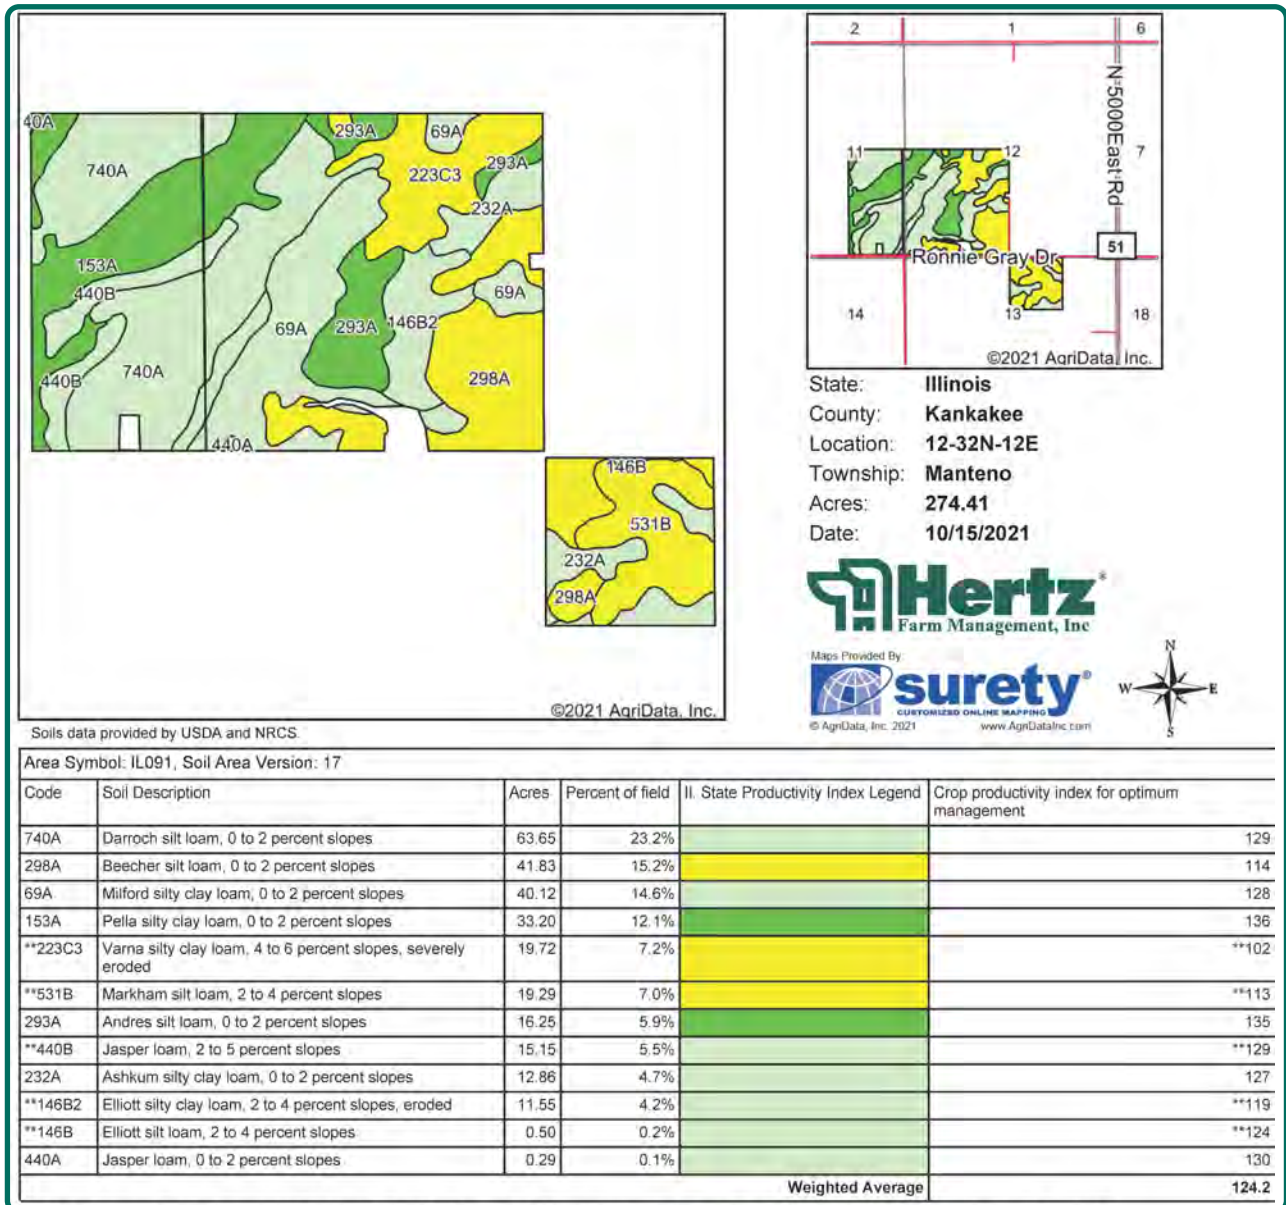 40A
740A
293A
69A
223C3
293A
232A
153A
440B
69A
69A
293A
146B2
440B
740A
298A
440A
146B
531B
232A
298A
©2021 AgriData, Inc.
Soils data provided by USDA and NRCS.
2
1
6
N-5000East-Rd
11
12
7
51
Ronnie Gray Dr
14
13
18
©2021 AgriData, Inc.
State: Illinois
County: Kankakee
Location: 12-32N-12E
Township: Manteno
Acres: 274.41
Date: 10/15/2021
Hertz®
Farm Management, Inc
Maps Provided By
surety®
CUSTOMIZED ONLINE MAPPING
© AgriData, Inc. 2021 www.AgriDataInc.com
N
W E
S
Area Symbol: IL091, Soil Area Version: 17
Code Soil Description Acres Percent of field II. State Productivity Index Legend Crop productivity index for optimum
management
740A Darroch silt loam, 0 to 2 percent slopes 63.65 23.2% 129
298A Beecher silt loam, 0 to 2 percent slopes 41.83 15.2% 114
69A Milford silty clay loam, 0 to 2 percent slopes 40.12 14.6% 128
153A Pella silty clay loam, 0 to 2 percent slopes 33.20 12.1% 136
**223C3 Varna silty clay loam, 4 to 6 percent slopes, severely 19.72 7.2% **102
eroded
**531B Markham silt loam, 2 to 4 percent slopes 19.29 7.0% **113
293A Andres silt loam, 0 to 2 percent slopes 16.25 5.9% 135
**440B Jasper loam, 2 to 5 percent slopes 15.15 5.5% **129
232A Ashkum silty clay loam, 0 to 2 percent slopes 12.86 4.7% 127
**146B2 Elliott silty clay loam, 2 to 4 percent slopes, eroded 11.55 4.2% **119
**146B Elliott silt loam, 2 to 4 percent slopes 0.50 0.2% **124
440A Jasper loam, 0 to 2 percent slopes 0.29 0.1% 130
Weighted Average 124.2